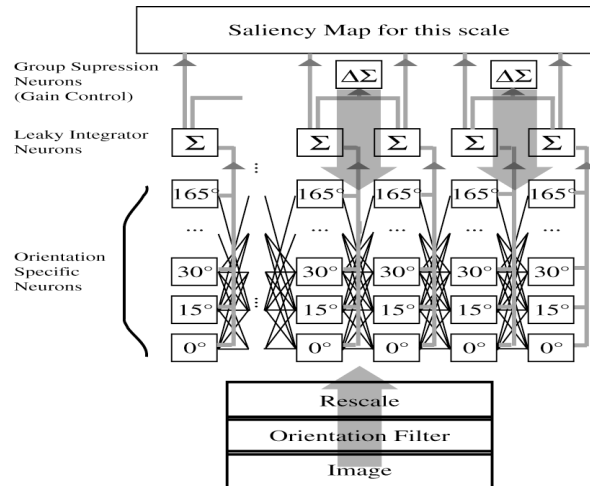 Saliency Map for this scale
Group Supression
Neurons
(Gain Control)
ΔΣ ΔΣ
Leaky Integrator
Neurons
Σ Σ Σ Σ Σ
...
165° 165° 165° 165° 165°
... ... ... ... ...
Orientation
Specific
Neurons
30° 30° 30° 30° 30°
...
15° 15° 15° 15° 15°
0° 0° 0° 0° 0°
Rescale
Orientation Filter
Image